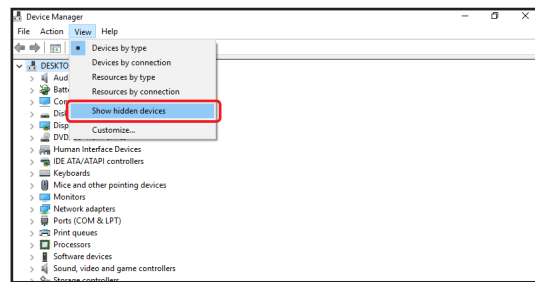 Device Manager
File Action View Help
Devices by type
DESKTO
Devices by connection
Aud
Resources by type
Batte
Resources by connection
Con
Show hidden devices
Disk
Disp
Customize...
DVD
Human Interface Devices
IDE ATA/ATAPI controllers
Keyboards
Mice and other pointing devices
Monitors
Network adapters
Ports (COM & LPT)
Print queues
Processors
Software devices
Sound, video and game controllers
Storage controllers